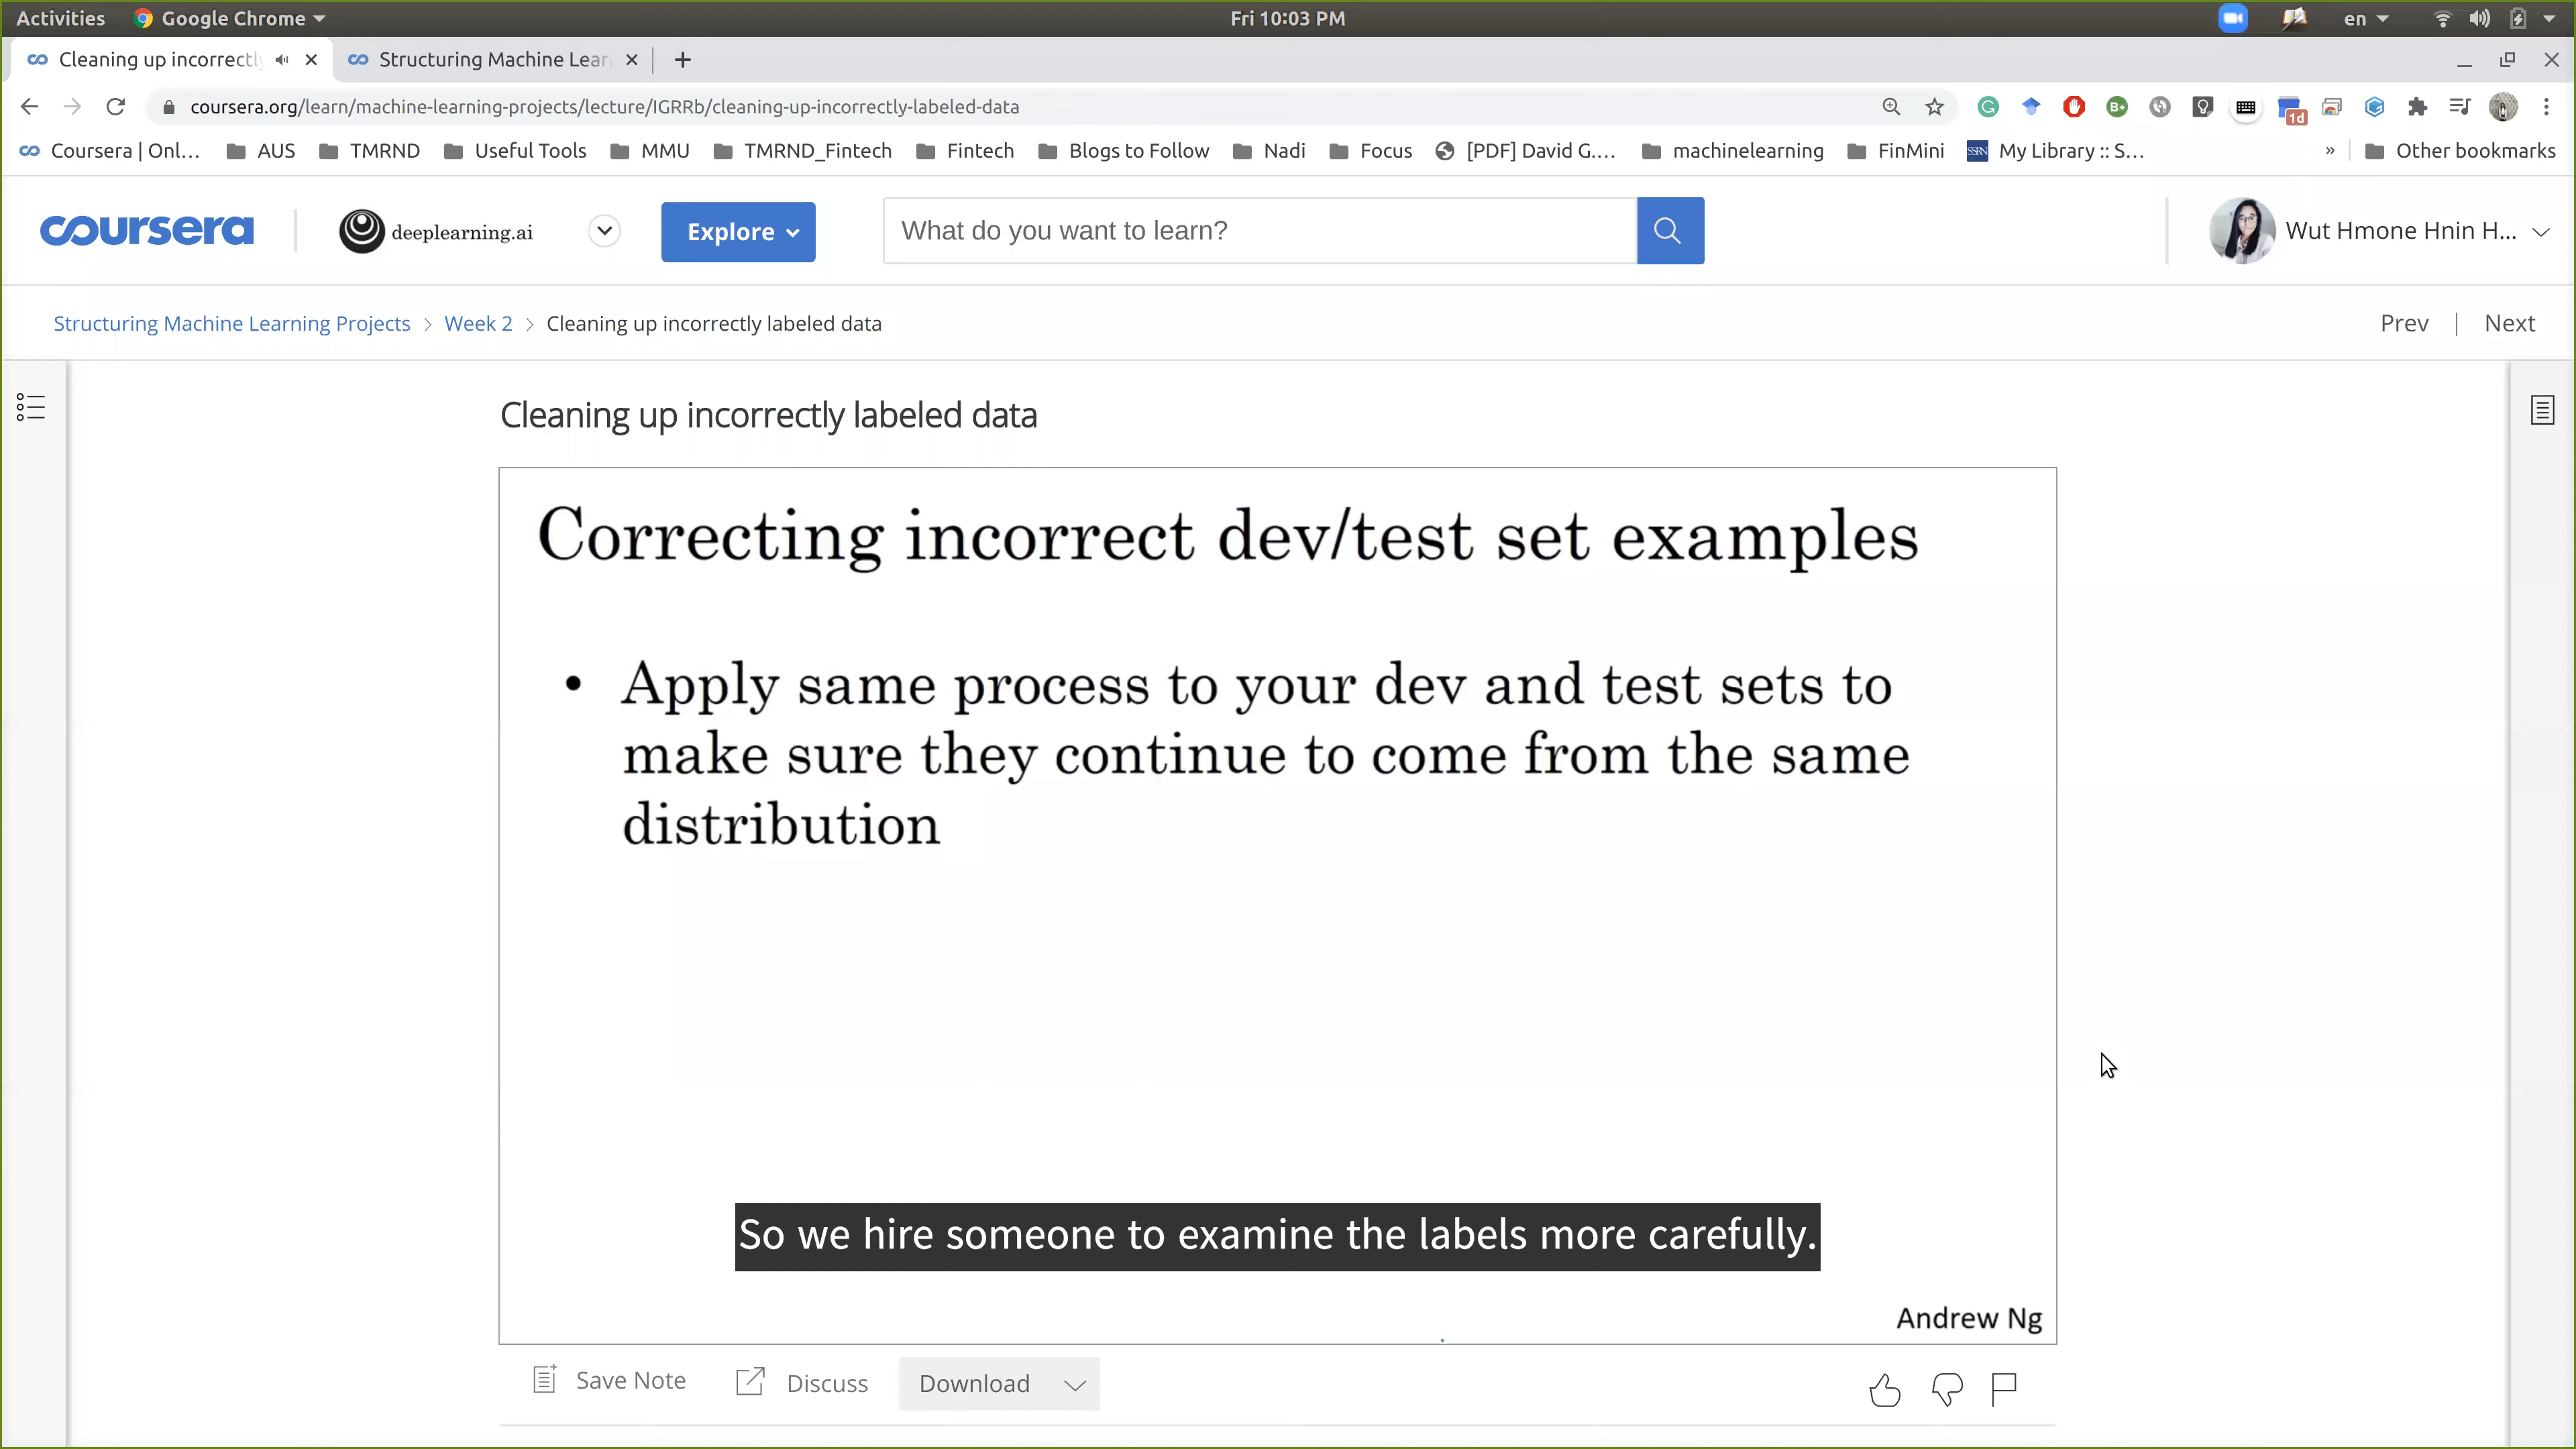 Activities Google Chrome Fri 10:03 PM en
Cleaning up incorrectly Structuring Machine Lear
coursera.org/learn/machine-learning-projects/lecture/IGRRb/cleaning-up-incorrectly-labeled-data 1d
Coursera | Onl... AUS TMRND Useful Tools MMU TMRND_Fintech Fintech Blogs to Follow Nadi Focus [PDF] David G.... machinelearning FinMini SSRN My Library :: S... » Other bookmarks
coursera deeplearning.ai Explore What do you want to learn? Wut Hmone Hnin H...
Structuring Machine Learning Projects > Week 2 > Cleaning up incorrectly labeled data Prev | Next
Cleaning up incorrectly labeled data
Correcting incorrect dev/test set examples
• Apply same process to your dev and test sets to
make sure they continue to come from the same
distribution
So we hire someone to examine the labels more carefully.
Andrew Ng
Save Note Discuss Download